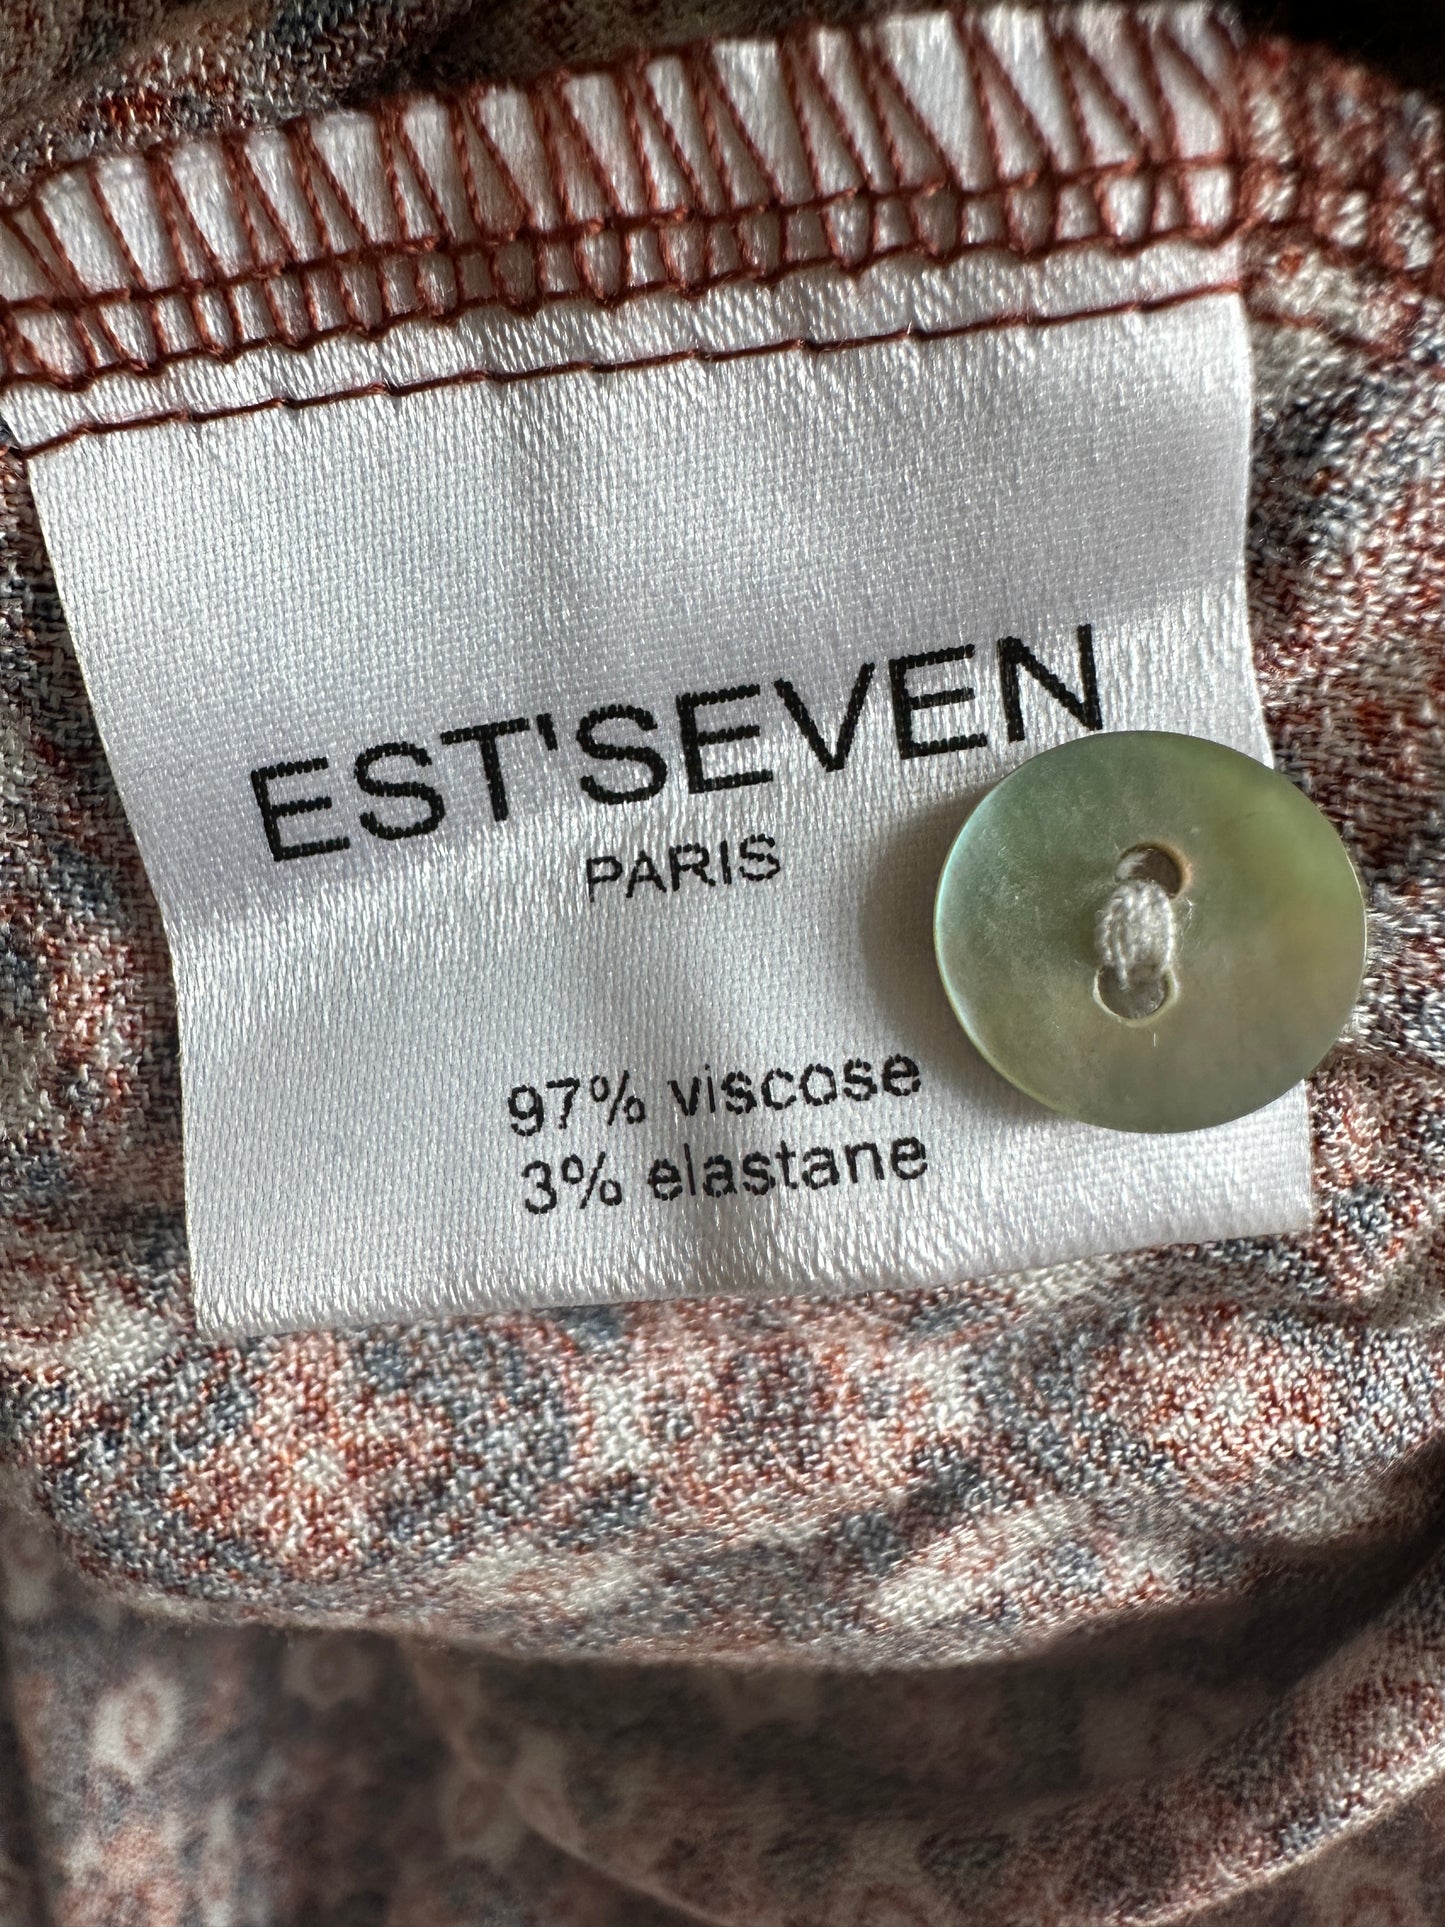 EST'SEVEN
PARIS
97% viscose
3% elastane